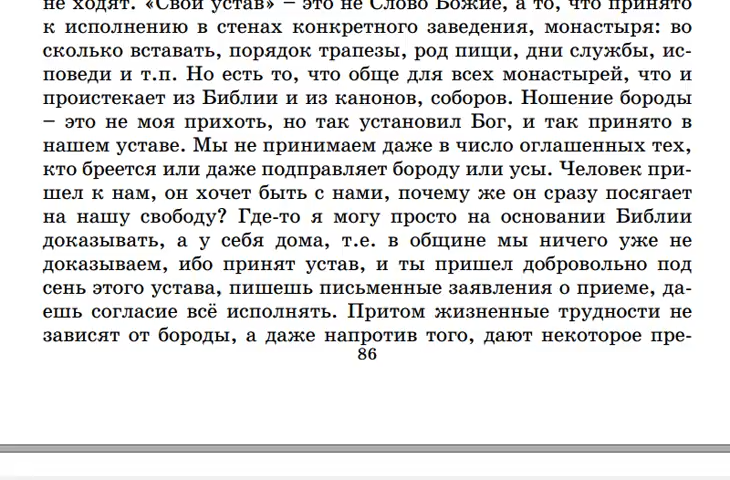 не ходят. «Свой устав» – это не Слово Божие, а то, что принято
к исполнению в стенах конкретного заведения, монастыря: во
сколько вставать, порядок трапезы, род пищи, дни службы, ис-
поведи и т.п. Но есть то, что обще для всех монастырей, что и
проистекает из Библии и из канонов, соборов. Ношение бороды
– это не моя прихоть, но так установил Бог, и так принято в
нашем уставе. Мы не принимаем даже в число оглашенных тех,
кто бреется или даже подправляет бороду или усы. Человек при-
шел к нам, он хочет быть с нами, почему же он сразу посягает
на нашу свободу? Где-то я могу просто на основании Библии
доказывать, а у себя дома, т.е. в общине мы ничего уже не
доказываем, ибо принят устав, и ты пришел добровольно под
сень этого устава, пишешь письменные заявления о приеме, да-
ешь согласие всё исполнять. Притом жизненные трудности не
зависят от бороды, а даже напротив того, дают некоторое пре-
86